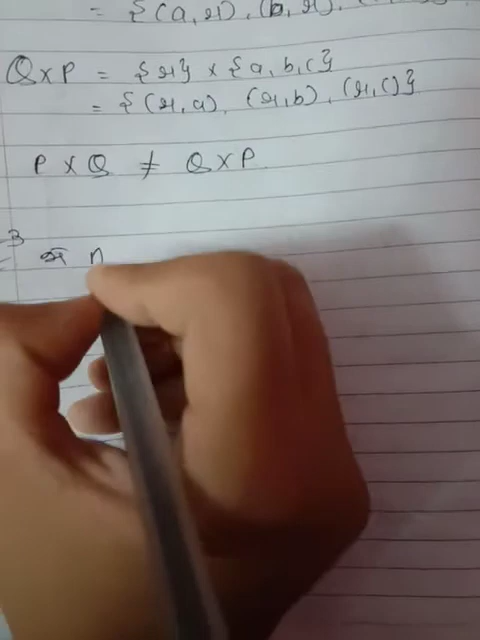 = {(a, r), (b, r),
Q × P = {r} × {a, b, c}
= {(r, a), (r, b), (r, c)}
P × Q ≠ Q × P
3
n